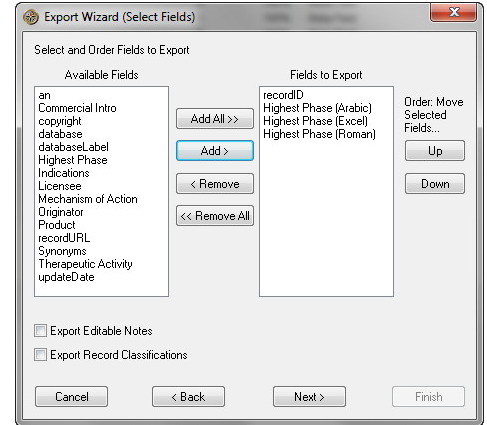 Export Wizard (Select Fields)
Select and Order Fields to Export
Available Fields
an
Commercial Intro
copyright
database
databaseLabel
Highest Phase
Indications
Licensee
Mechanism of Action
Originator
Product
recordURL
Synonyms
Therapeutic Activity
updateDate
Add All >>
Add >
< Remove
<< Remove All
Fields to Export
recordID
Highest Phase (Arabic)
Highest Phase (Excel)
Highest Phase (Roman)
Order: Move
Selected
Fields...
Up
Down
Export Editable Notes
Export Record Classifications
Cancel
< Back
Next >
Finish